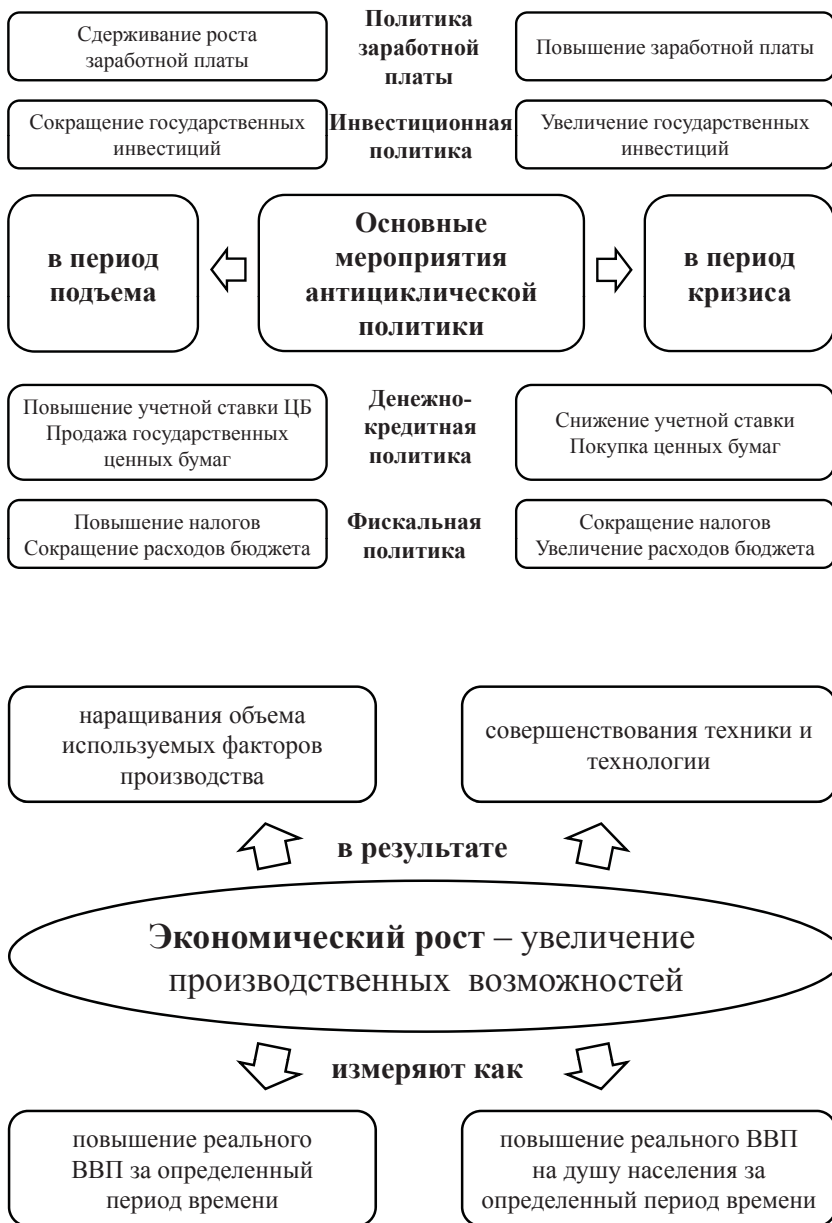 Сдерживание роста
заработной платы
Политика
заработной
платы
Повышение заработной платы
Сокращение государственных
инвестиций
Инвестиционная
политика
Увеличение государственных
инвестиций
в период
подъема
Основные
мероприятия
антициклической
политики
в период
кризиса
Повышение учетной ставки ЦБ
Продажа государственных
ценных бумаг
Денежно-
кредитная
политика
Снижение учетной ставки
Покупка ценных бумаг
Повышение налогов
Сокращение расходов бюджета
Фискальная
политика
Сокращение налогов
Увеличение расходов бюджета
наращивания объема
используемых факторов
производства
совершенствования техники и
технологии
в результате
Экономический рост – увеличение
производственных возможностей
измеряют как
повышение реального
ВВП за определенный
период времени
повышение реального ВВП
на душу населения за
определенный период времени